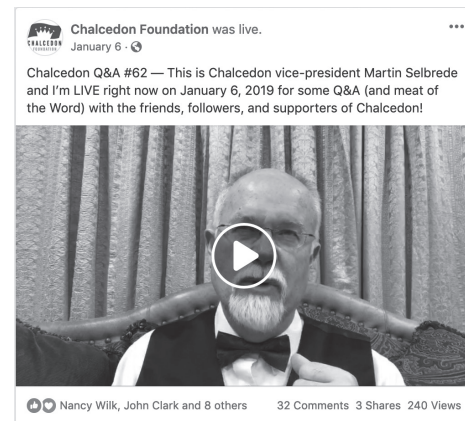 Chalcedon Foundation was live.
January 6 ·
CHALCEDON
FOUNDATION
Chalcedon Q&A #62 — This is Chalcedon vice-president Martin Selbrede
and I'm LIVE right now on January 6, 2019 for some Q&A (and meat of
the Word) with the friends, followers, and supporters of Chalcedon!
Nancy Wilk, John Clark and 8 others 32 Comments 3 Shares 240 Views